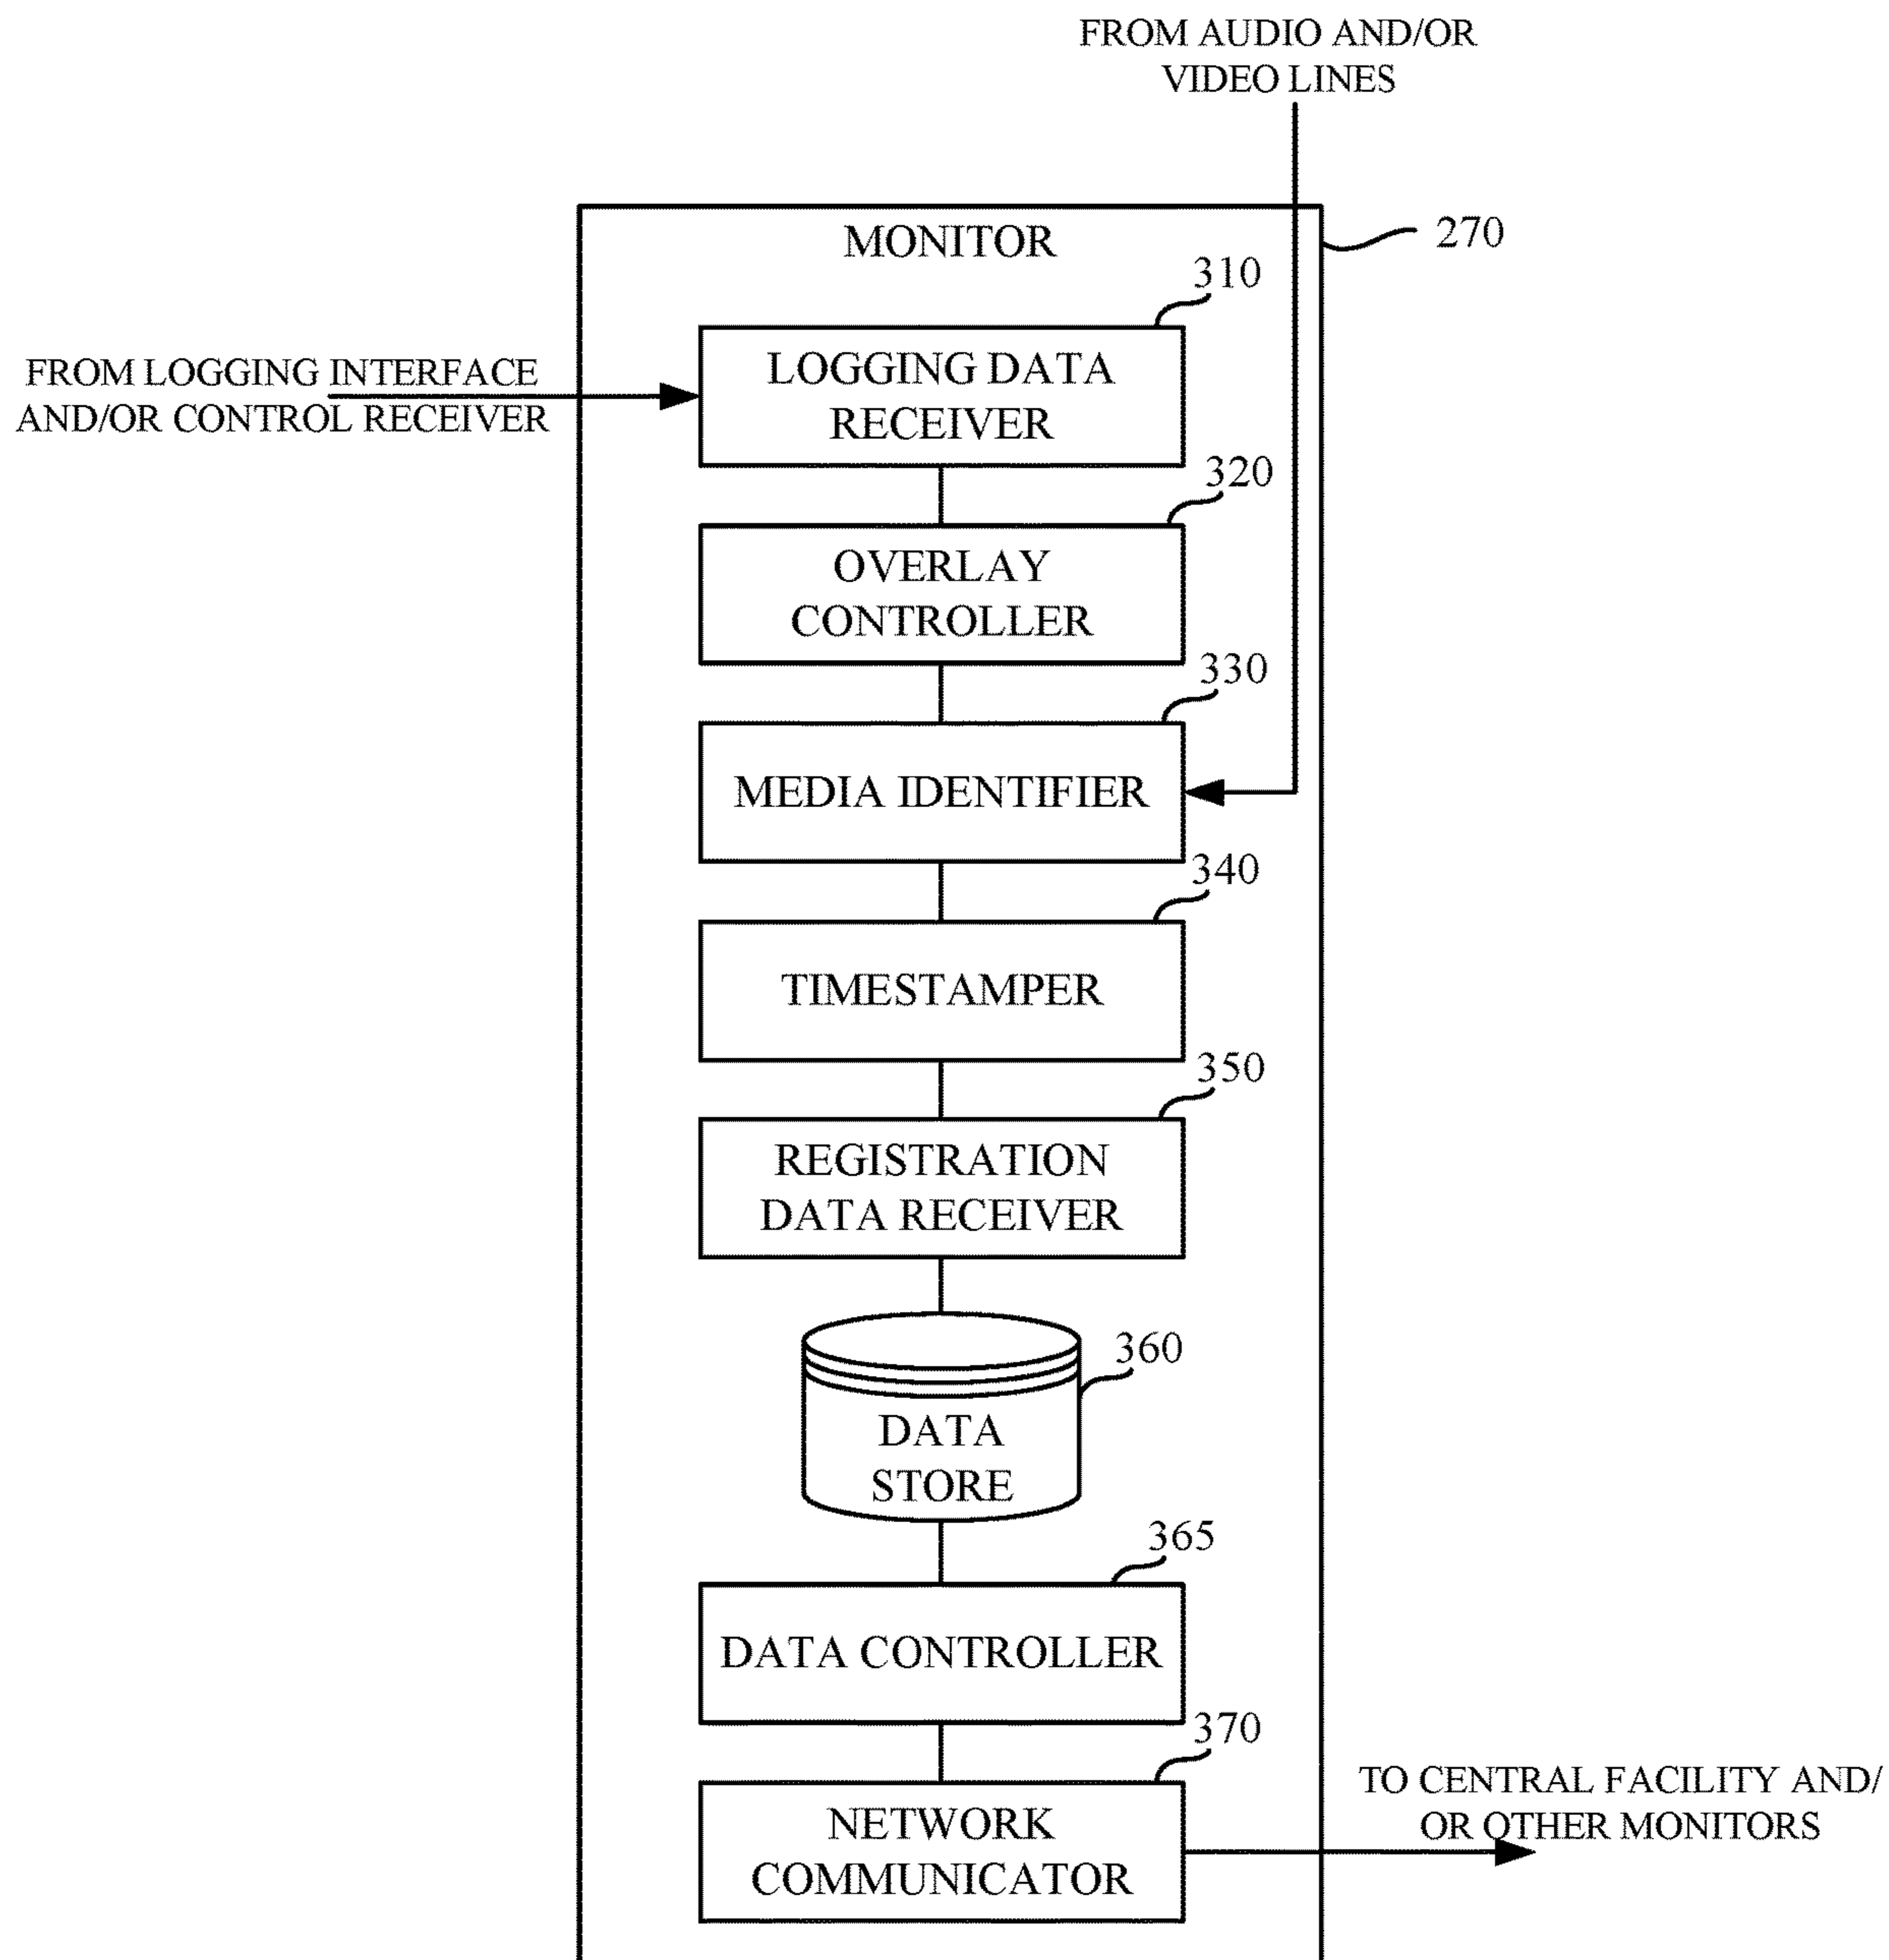 FROM AUDIO AND/OR
VIDEO LINES
MONITOR
270
310
FROM LOGGING INTERFACE
AND/OR CONTROL RECEIVER
LOGGING DATA
RECEIVER
320
OVERLAY
CONTROLLER
330
MEDIA IDENTIFIER
340
TIMESTAMPER
350
REGISTRATION
DATA RECEIVER
360
DATA
STORE
365
DATA CONTROLLER
370
NETWORK
COMMUNICATOR
TO CENTRAL FACILITY AND/
OR OTHER MONITORS